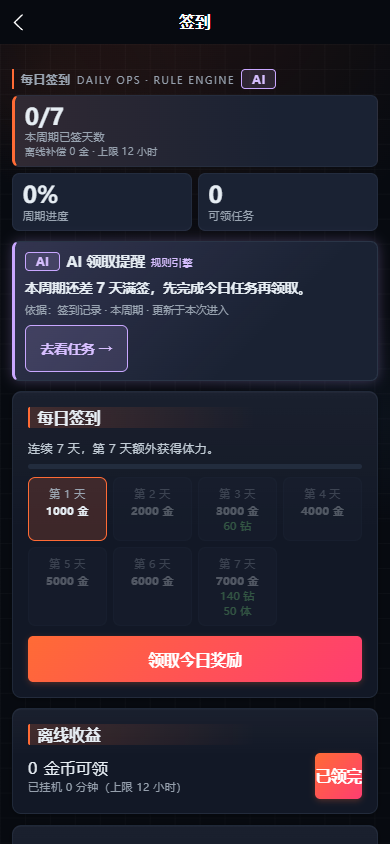 签到
每日签到 DAILY OPS · RULE ENGINE AI
0/7
本周期已签天数
离线补偿 0 金 · 上限 12 小时
0%
周期进度
0
可领任务
AI AI 领取提醒 规则引擎
本周期还差 7 天满签，先完成今日任务再领取。
依据：签到记录 · 本周期 · 更新于本次进入
去看任务 →
每日签到
连续 7 天，第 7 天额外获得体力。
第 1 天
1000 金
第 2 天
2000 金
第 3 天
3000 金
60 钻
第 4 天
4000 金
第 5 天
5000 金
第 6 天
6000 金
第 7 天
7000 金
140 钻
50 体
领取今日奖励
离线收益
0 金币可领
已挂机 0 分钟（上限 12 小时）
已领完